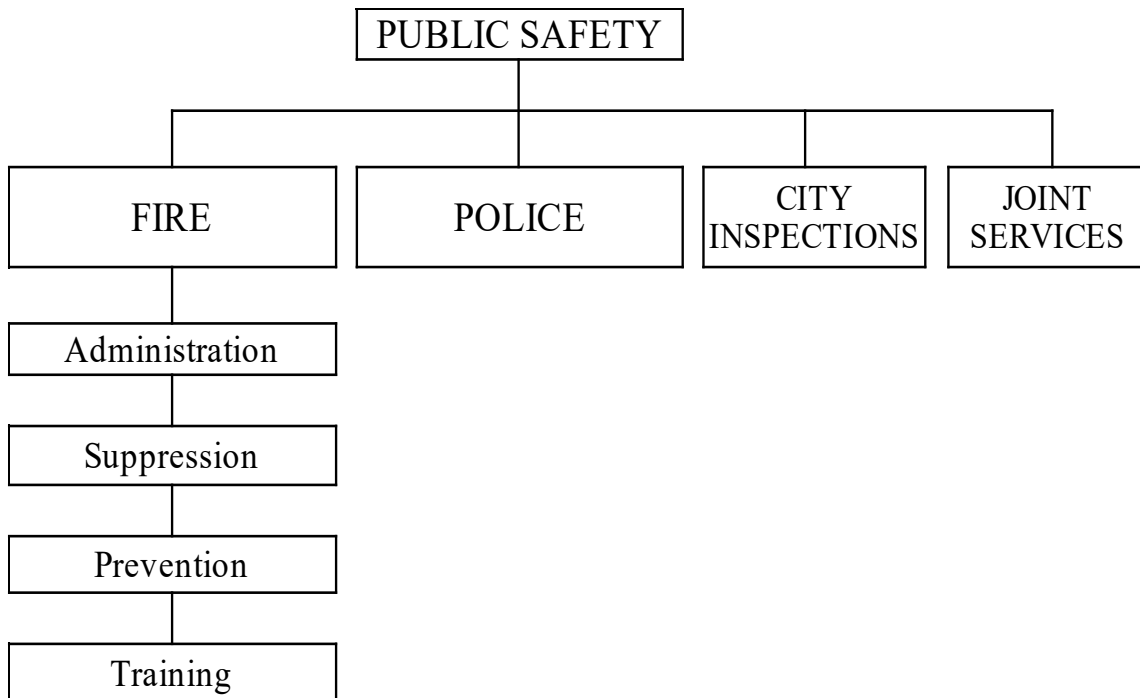 PUBLIC SAFETY
FIRE
POLICE
CITY
INSPECTIONS
JOINT
SERVICES
Administration
Suppression
Prevention
Training